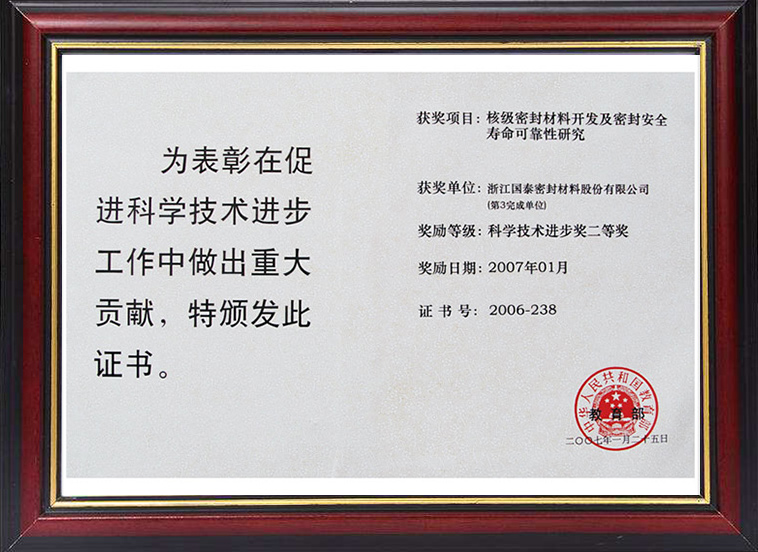 为表彰在促
进科学技术进步
工作中做出重大
贡献，特颁发此
证书。
获奖项目：核级密封材料开发及密封安全
寿命可靠性研究
获奖单位：浙江国泰密封材料股份有限公司
(第3完成单位)
奖励等级：科学技术进步奖二等奖
奖励日期：2007年01月
证书号：2006-238
中华人民共和国教育部
教育部
二〇〇七年一月二十五日